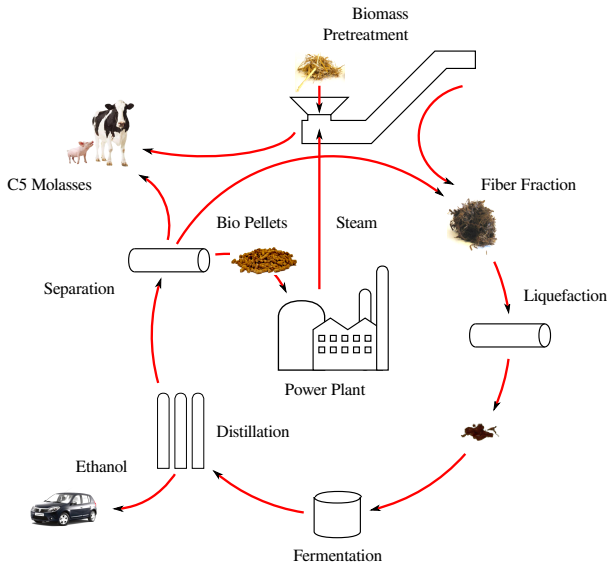 Biomass
Pretreatment
C5 Molasses
Fiber Fraction
Bio Pellets
Steam
Separation
Liquefaction
Power Plant
Distillation
Ethanol
Fermentation